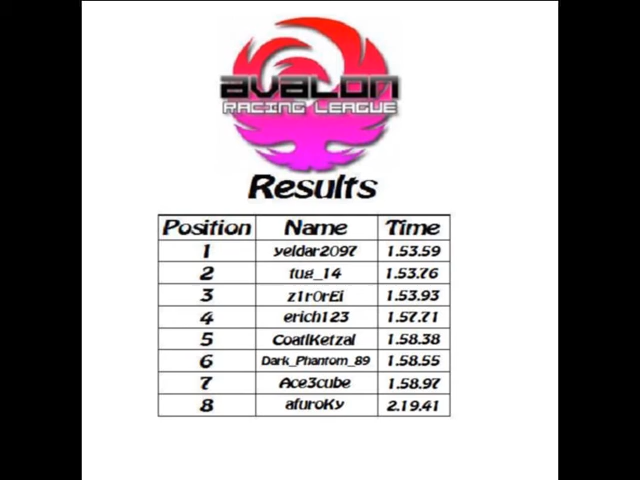 AVALON
RACING LEAGUE
Results
Position Name Time
1 yeldar2097 1.53.59
2 tug_14 1.53.76
3 z1r0rEi 1.53.93
4 erich123 1.57.71
5 CoatlKetzal 1.58.38
6 Dark_Phantom_89 1.58.55
7 Ace3cube 1.58.97
8 afuroKy 2.19.41